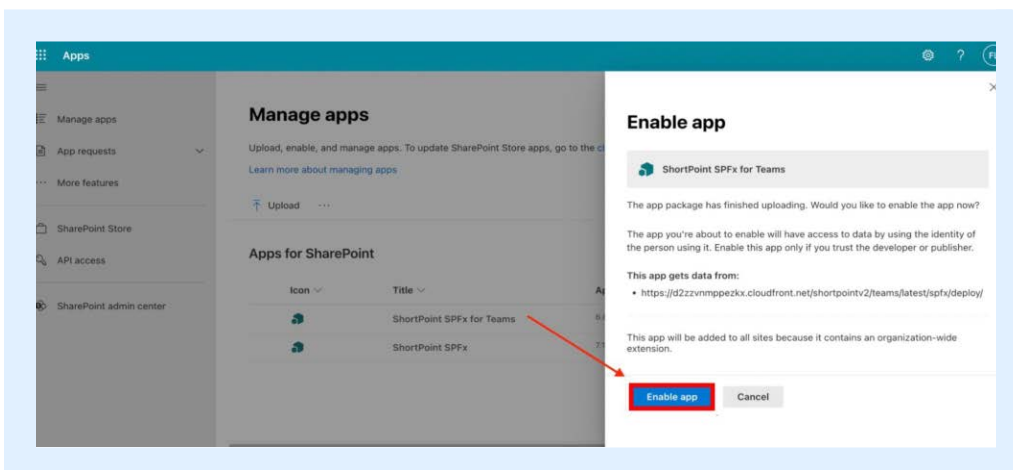 Apps
?
Manage apps
App requests
More features
SharePoint Store
API access
SharePoint admin center
Manage apps
Upload, enable, and manage apps. To update SharePoint Store apps, go to the
Learn more about managing apps
Upload ...
Apps for SharePoint
Icon Title
ShortPoint SPFx for Teams
ShortPoint SPFx
Enable app
ShortPoint SPFx for Teams
The app package has finished uploading. Would you like to enable the app now?
The app you're about to enable will have access to data by using the identity of
the person using it. Enable this app only if you trust the developer or publisher.
This app gets data from:
• https://d2zzvnmppezkx.cloudfront.net/shortpointv2/teams/latest/spfx/deploy/
This app will be added to all sites because it contains an organization-wide
extension.
Enable app Cancel